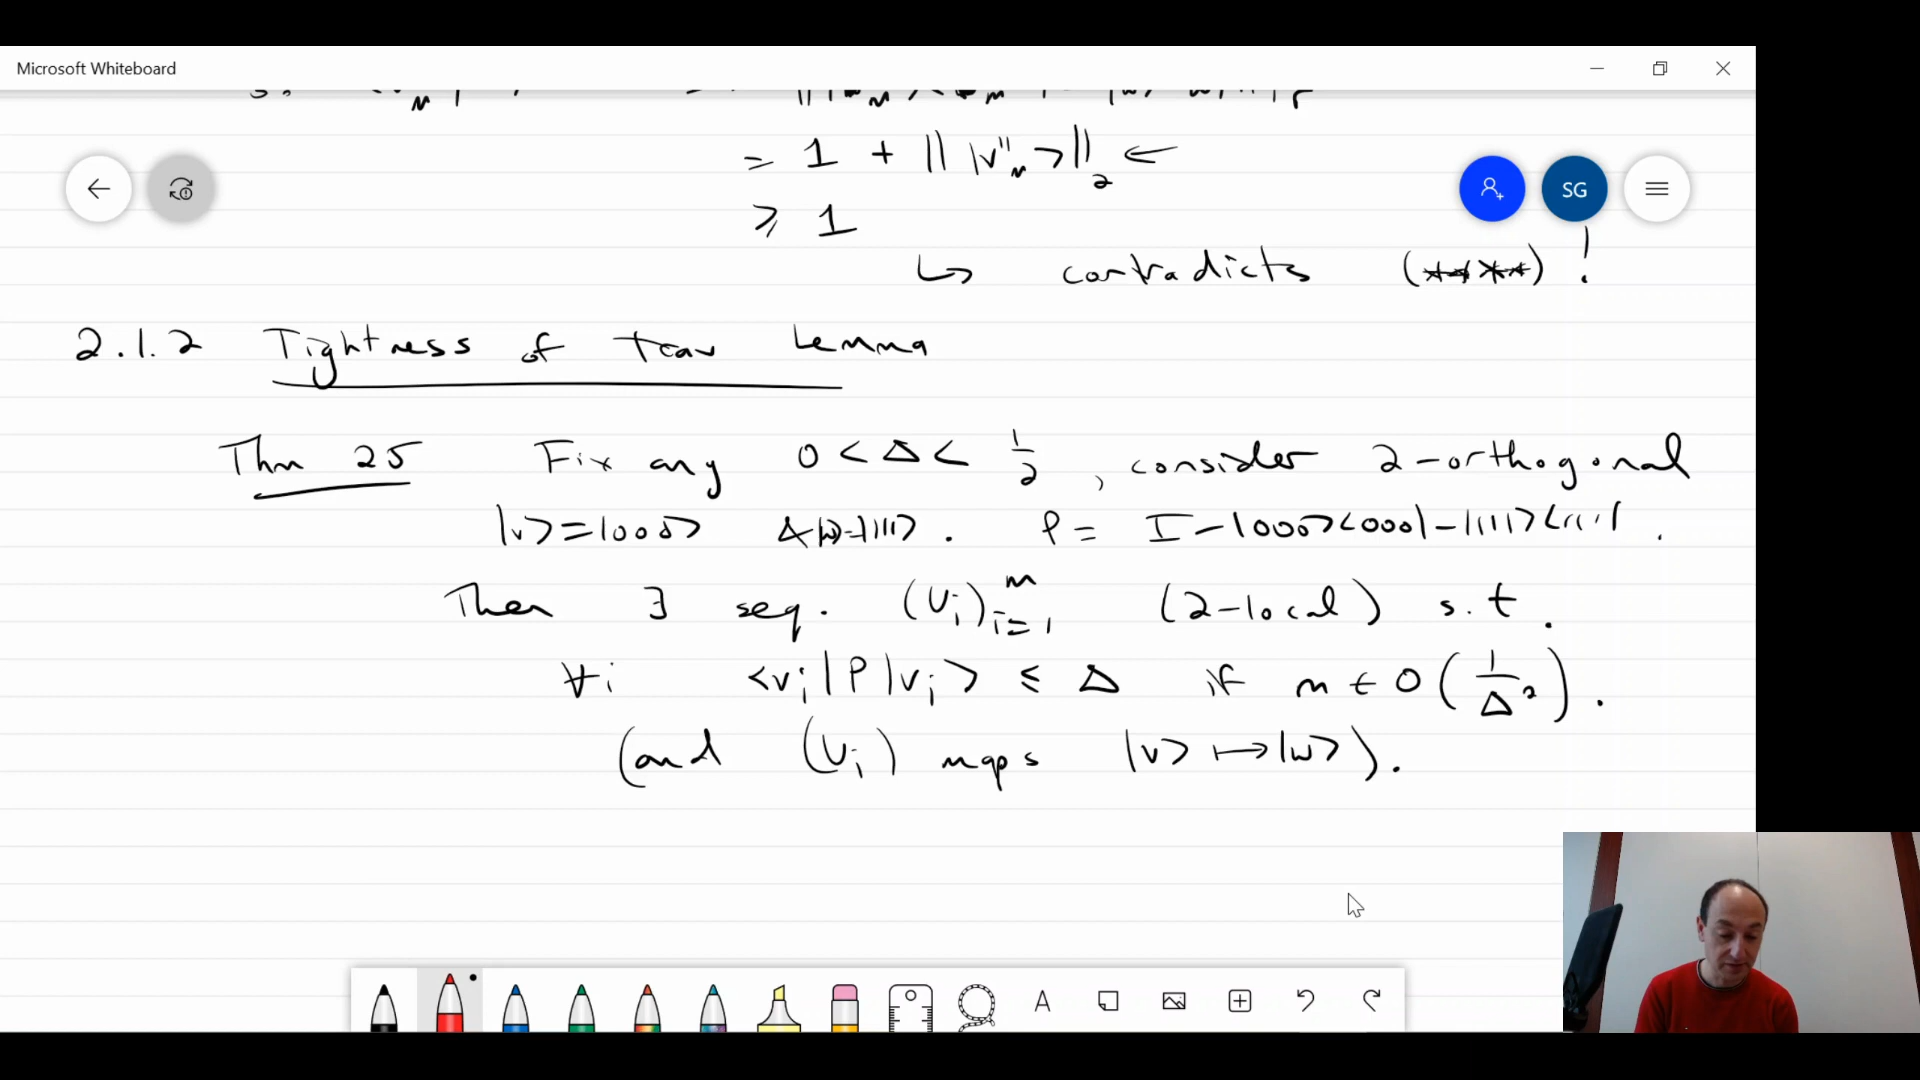 Microsoft Whiteboard
= 1 + || |v''_m> ||_2 ←
≥ 1
SG
↳ contradicts (****) !
2.1.2 Tightness of Trav Lemma
Thm 25 Fix any 0 < Δ < 1/2 , consider 2-orthogonal
|v> = |000> & |w> = |111> . P = I - |000><000| - |111><111| .
Then ∃ seq. (U_i)_{i=1}^m (2-local) s.t.
∀i <v_i| P |v_i> ≤ Δ if m ∈ O(1/Δ²) .
(and (U_i) maps |v> ↦ |w>).
A